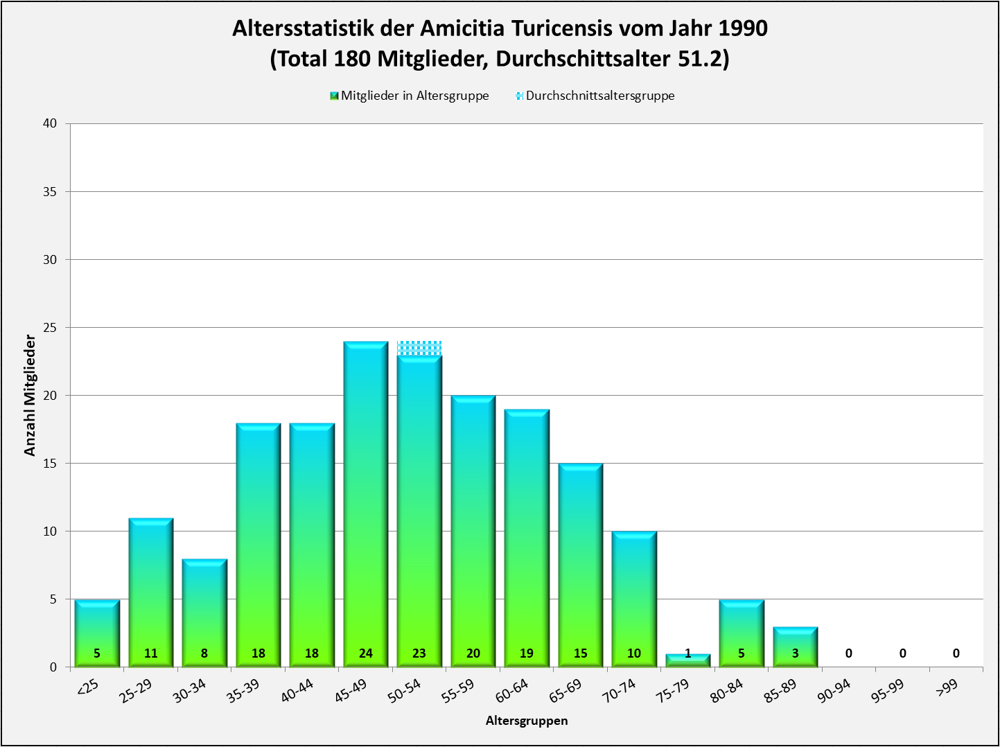 Altersstatistik der Amicitia Turicensis vom Jahr 1990
(Total 180 Mitglieder, Durchschittsalter 51.2)
Mitglieder in Altersgruppe Durchschnittsaltersgruppe
40
35
30
25
20
15
10
5
0
Anzahl Mitglieder
5 11 8 18 18 24 23 20 19 15 10 1 5 3 0 0 0
<25 25-29 30-34 35-39 40-44 45-49 50-54 55-59 60-64 65-69 70-74 75-79 80-84 85-89 90-94 95-99 >99
Altersgruppen